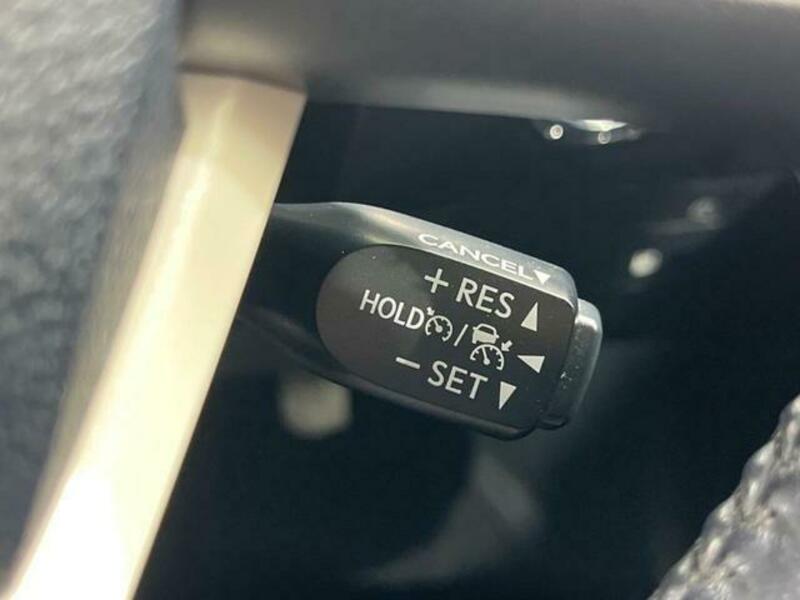 CANCEL▼
+ RES ▲
HOLD / ◀
− SET ▼